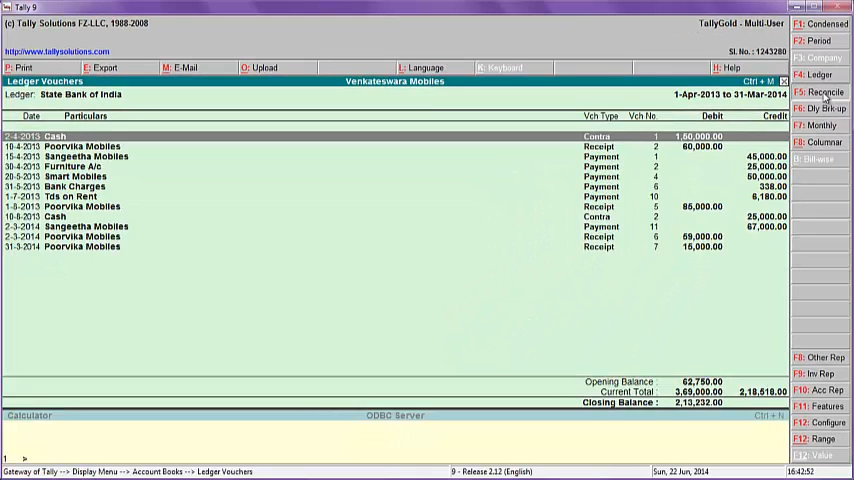 Tally 9
(c) Tally Solutions FZ-LLC, 1988-2008
TallyGold - Multi-User
http://www.tallysolutions.com
Sl. No. : 1243280
P: Print
E: Export
M: E-Mail
O: Upload
L: Language
K: Keyboard
H: Help
Ledger Vouchers Venkateswara Mobiles Ctrl + M
Ledger: State Bank of India 1-Apr-2013 to 31-Mar-2014
Date Particulars Vch Type Vch No. Debit Credit
2-4-2013 Cash Contra 1 1,50,000.00
10-4-2013 Poorvika Mobiles Receipt 2 60,000.00
15-4-2013 Sangeetha Mobiles Payment 1 45,000.00
30-4-2013 Furniture A/c Payment 2 25,000.00
20-5-2013 Smart Mobiles Payment 4 50,000.00
31-5-2013 Bank Charges Payment 6 338.00
1-7-2013 Tds on Rent Payment 10 6,180.00
1-8-2013 Poorvika Mobiles Receipt 5 85,000.00
10-8-2013 Cash Contra 2 25,000.00
2-3-2014 Sangeetha Mobiles Payment 11 67,000.00
2-3-2014 Poorvika Mobiles Receipt 6 59,000.00
31-3-2014 Poorvika Mobiles Receipt 7 15,000.00
Opening Balance : 62,750.00
Current Total : 3,69,000.00 2,18,518.00
Closing Balance : 2,13,232.00
Calculator ODBC Server Ctrl + N
1 >
Gateway of Tally --> Display Menu --> Account Books --> Ledger Vouchers 9 - Release 2.12 (English) Sun, 22 Jun, 2014 16:42:52
F1: Condensed
F2: Period
F3: Company
F4: Ledger
F5: Reconcile
F6: Dly Brk-up
F7: Monthly
F8: Columnar
B: Bill-wise
F8: Other Rep
F9: Inv Rep
F10: Acc Rep
F11: Features
F12: Configure
F12: Range
F12: Value